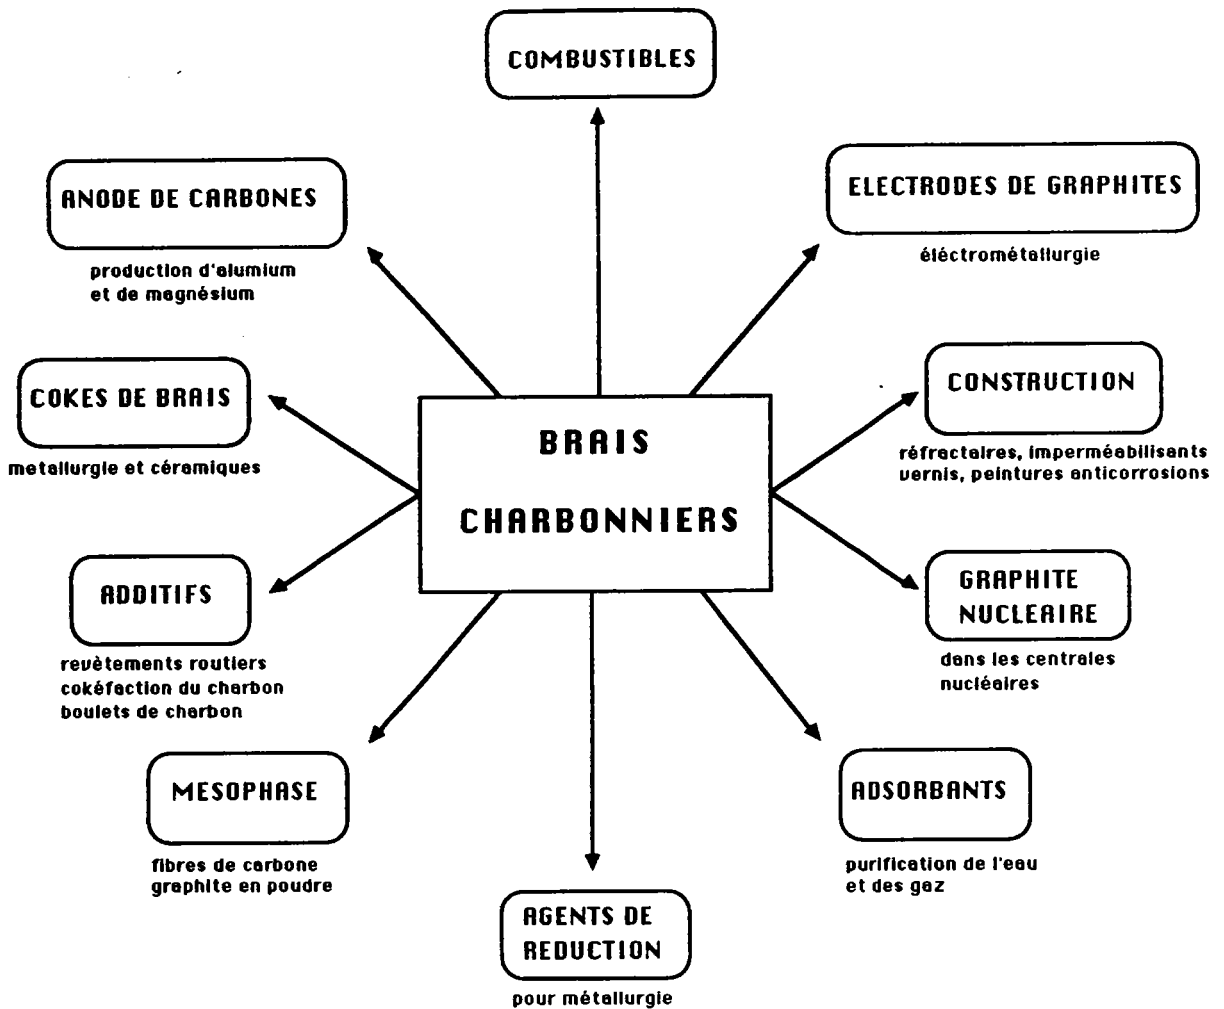 COMBUSTIBLES
ANODE DE CARBONES
production d'alumium
et de magnésium
ELECTRODES DE GRAPHITES
éléctrométallurgie
COKES DE BRAIS
metallurgie et céramiques
CONSTRUCTION
réfractaires, imperméabilisants
vernis, peintures anticorrosions
BRAIS
CHARBONNIERS
ADDITIFS
revètements routiers
cokéfaction du charbon
boulets de charbon
GRAPHITE
NUCLEAIRE
dans les centrales
nucléaires
MESOPHASE
fibres de carbone
graphite en poudre
ADSORBANTS
purification de l'eau
et des gaz
AGENTS DE
REDUCTION
pour métallurgie